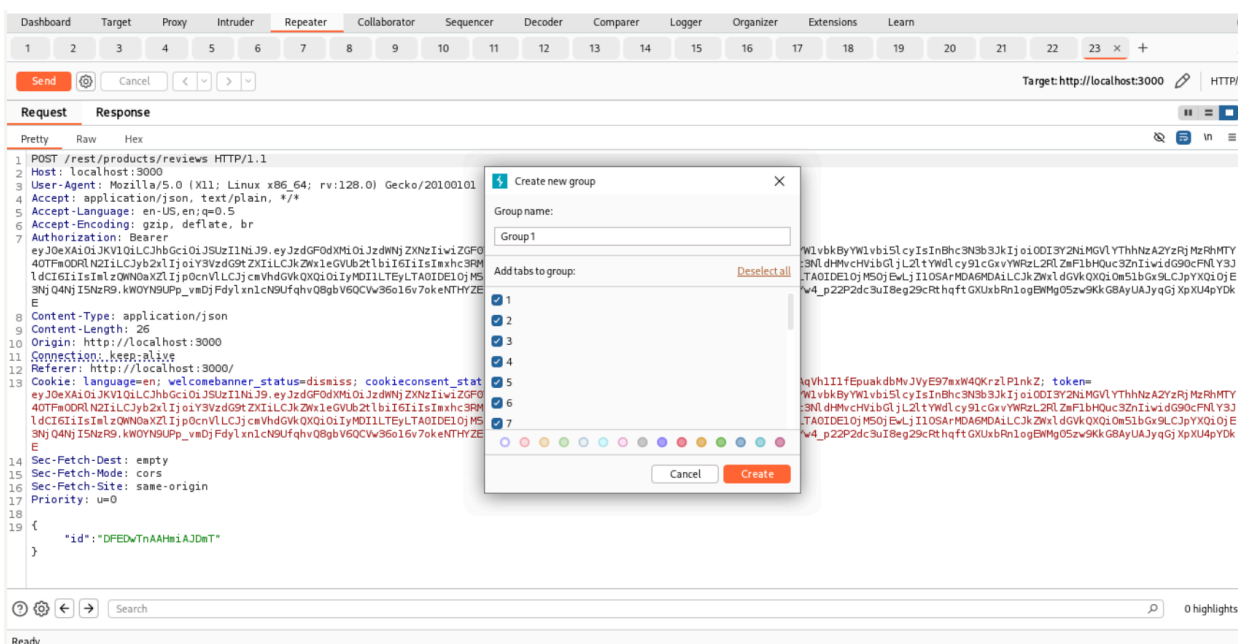 Dashboard Target Proxy Intruder Repeater Collaborator Sequencer Decoder Comparer Logger Organizer Extensions Learn
1 2 3 4 5 6 7 8 9 10 11 12 13 14 15 16 17 18 19 20 21 22 23 × +
Send Cancel < > Target: http://localhost:3000 HTTP/
Request Response
Pretty Raw Hex \n
1 POST /rest/products/reviews HTTP/1.1
2 Host: localhost:3000
3 User-Agent: Mozilla/5.0 (X11; Linux x86_64; rv:128.0) Gecko/20100101
4 Accept: application/json, text/plain, */*
5 Accept-Language: en-US,en;q=0.5
6 Accept-Encoding: gzip, deflate, br
7 Authorization: Bearer
E
8 Content-Type: application/json
9 Content-Length: 26
10 Origin: http://localhost:3000
11 Connection: keep-alive
12 Referer: http://localhost:3000/
13 Cookie: language=en; welcomebanner_status=dismiss; cookieconsent_stat token=
E
14 Sec-Fetch-Dest: empty
15 Sec-Fetch-Mode: cors
16 Sec-Fetch-Site: same-origin
17 Priority: u=0
18
19 {
"id":"DFEDwTnAAHmiAJDmT"
}
Create new group
Group name:
Group1
Add tabs to group: Deselect all
1
2
3
4
5
6
7
Cancel Create
Search 0 highlights
Ready